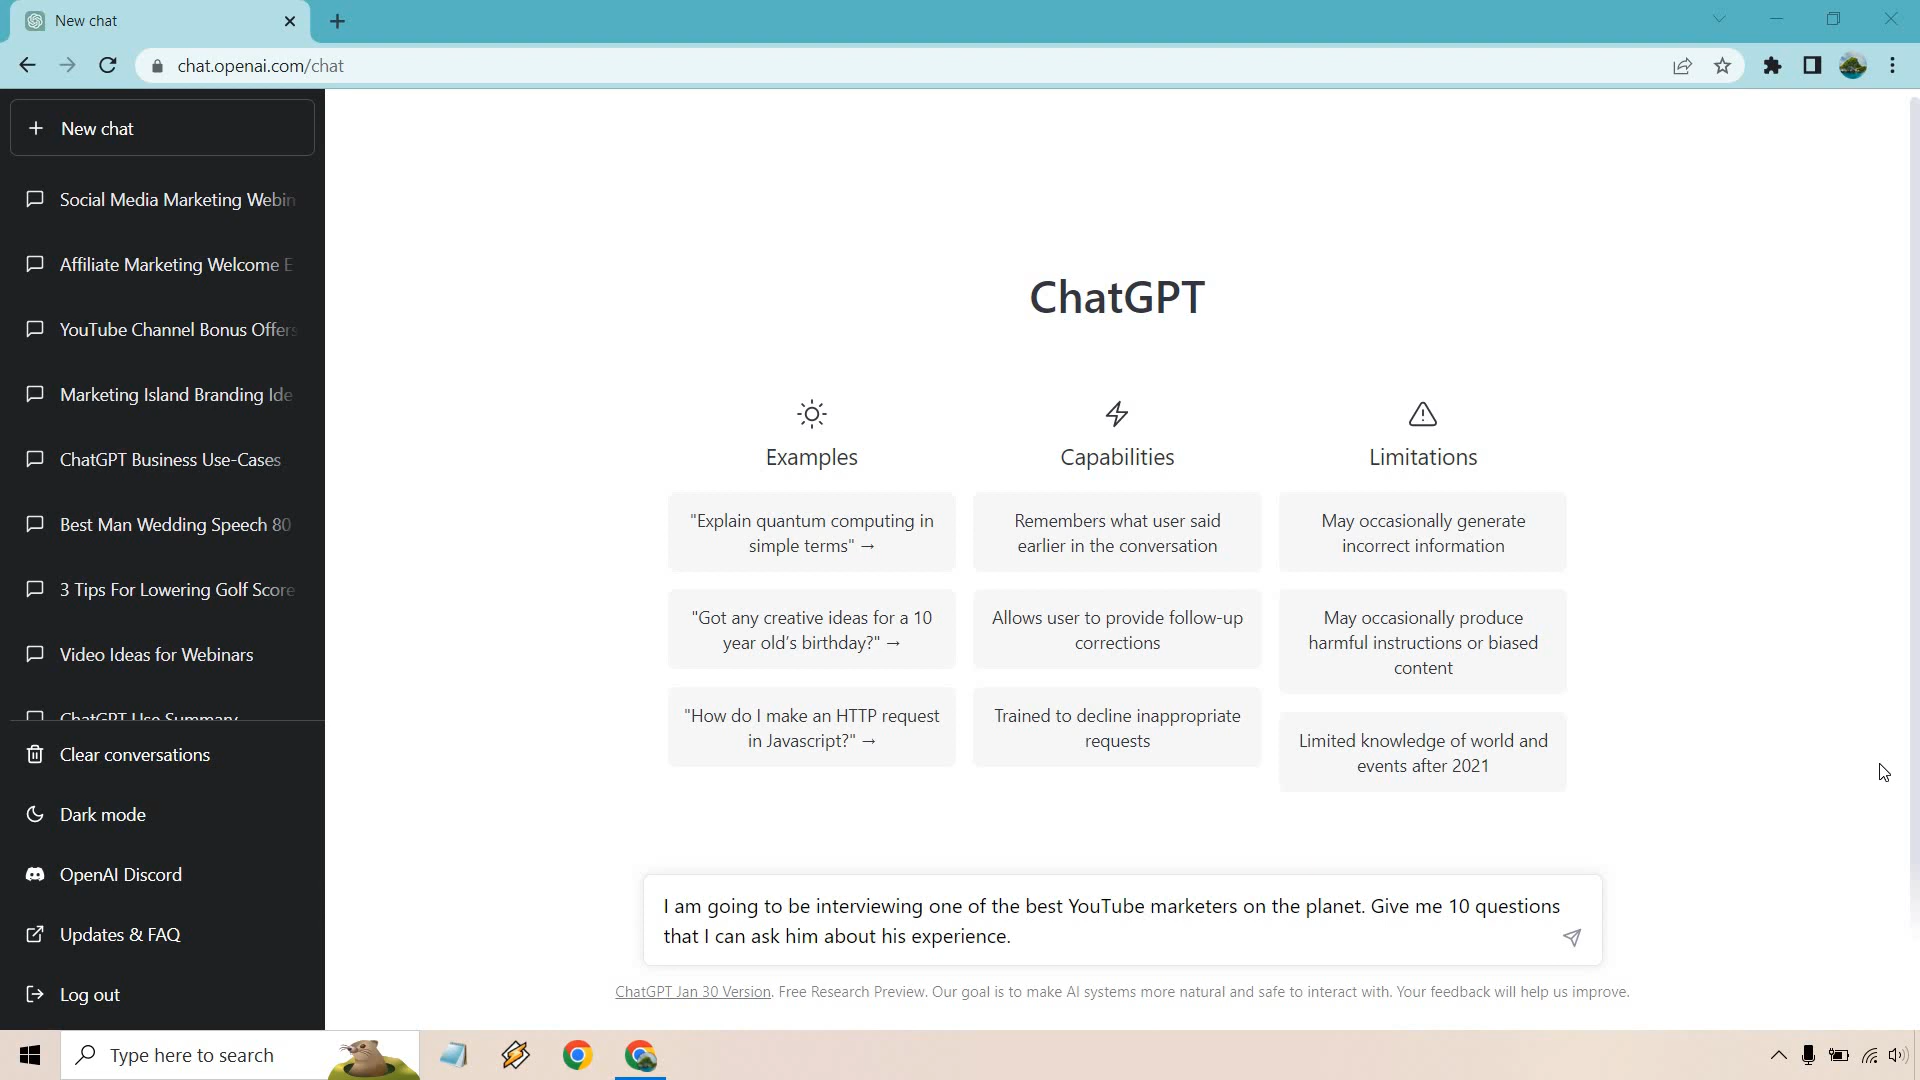 New chat
chat.openai.com/chat
New chat
Social Media Marketing Webin
Affiliate Marketing Welcome E
YouTube Channel Bonus Offers
Marketing Island Branding Ide
ChatGPT Business Use-Cases
Best Man Wedding Speech 80
3 Tips For Lowering Golf Score
Video Ideas for Webinars
ChatGPT Use Summary
Clear conversations
Dark mode
OpenAI Discord
Updates & FAQ
Log out
ChatGPT
Examples
"Explain quantum computing in
simple terms" →
"Got any creative ideas for a 10
year old's birthday?" →
"How do I make an HTTP request
in Javascript?" →
Capabilities
Remembers what user said
earlier in the conversation
Allows user to provide follow-up
corrections
Trained to decline inappropriate
requests
Limitations
May occasionally generate
incorrect information
May occasionally produce
harmful instructions or biased
content
Limited knowledge of world and
events after 2021
I am going to be interviewing one of the best YouTube marketers on the planet. Give me 10 questions
that I can ask him about his experience.
ChatGPT Jan 30 Version. Free Research Preview. Our goal is to make AI systems more natural and safe to interact with. Your feedback will help us improve.
Type here to search